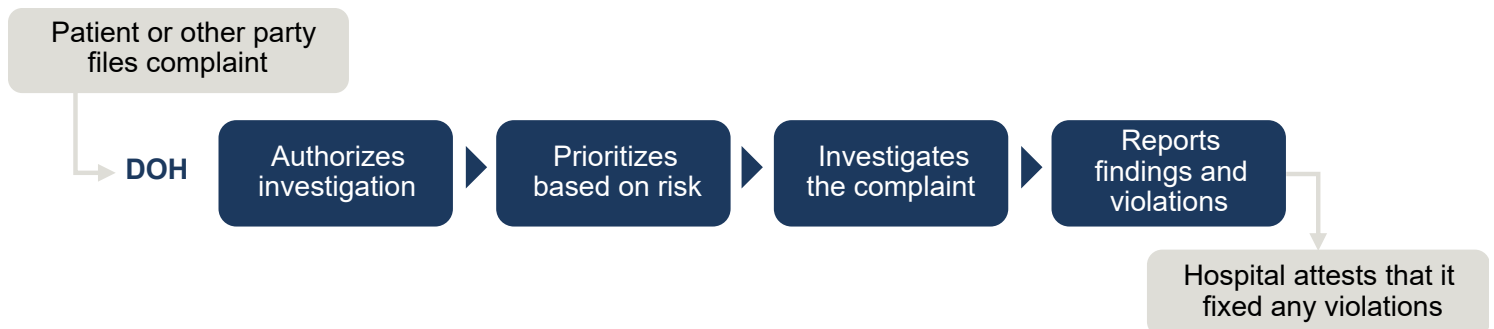 Patient or other party
files complaint
DOH
Authorizes
investigation
Prioritizes
based on risk
Investigates
the complaint
Reports
findings and
violations
Hospital attests that it
fixed any violations